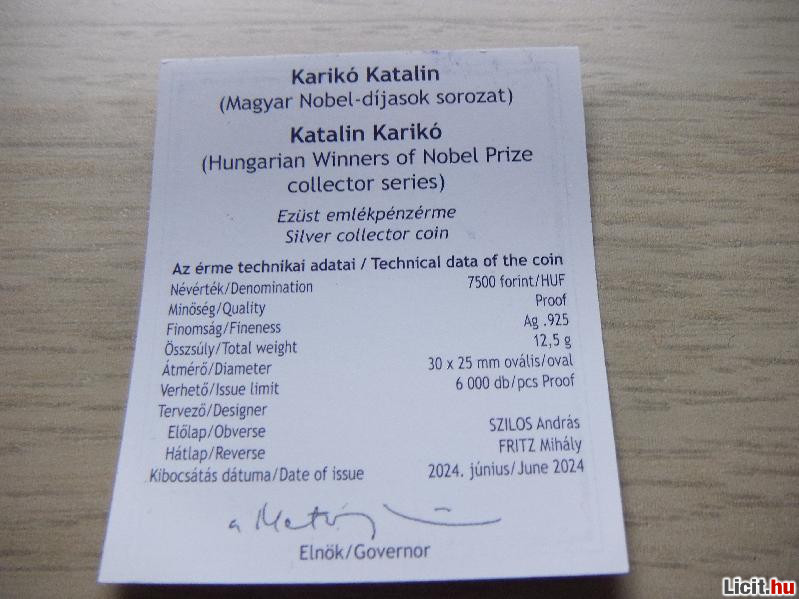 Karikó Katalin
(Magyar Nobel-díjasok sorozat)
Katalin Karikó
(Hungarian Winners of Nobel Prize
collector series)
Ezüst emlékpénzérme
Silver collector coin
Az érme technikai adatai / Technical data of the coin
Névérték/Denomination 7500 forint/HUF
Minőség/Quality Proof
Finomság/Fineness Ag .925
Összsúly/Total weight 12,5 g
Átmérő/Diameter 30 x 25 mm ovális/oval
Verhető/Issue limit 6 000 db/pcs Proof
Tervező/Designer
Előlap/Obverse SZILOS András
Hátlap/Reverse FRITZ Mihály
Kibocsátás dátuma/Date of issue 2024. június/June 2024
Elnök/Governor
Licit.hu